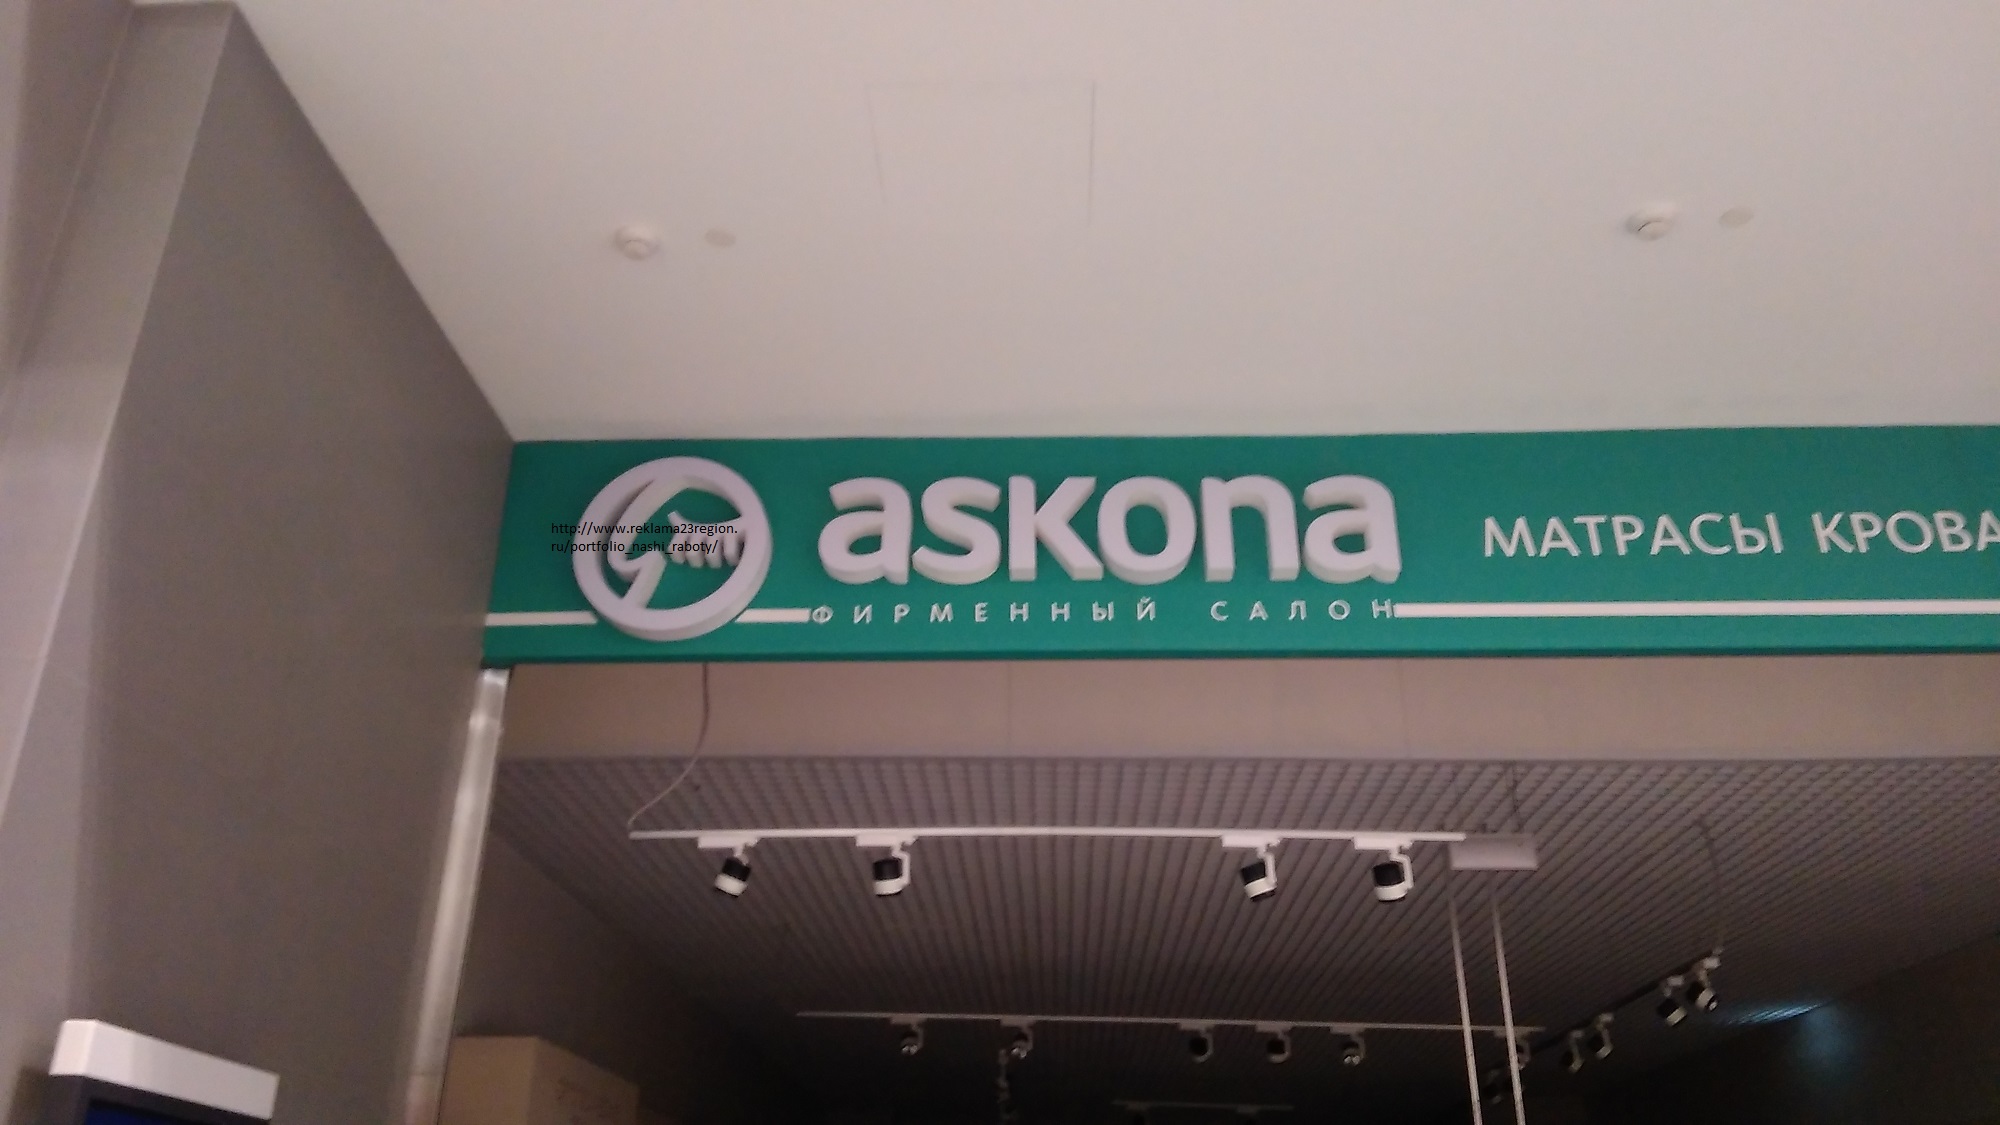 askona
ФИРМЕННЫЙ САЛОН
МАТРАСЫ
http://www.reklama23region.
ru/portfolio_nashi_raboty/